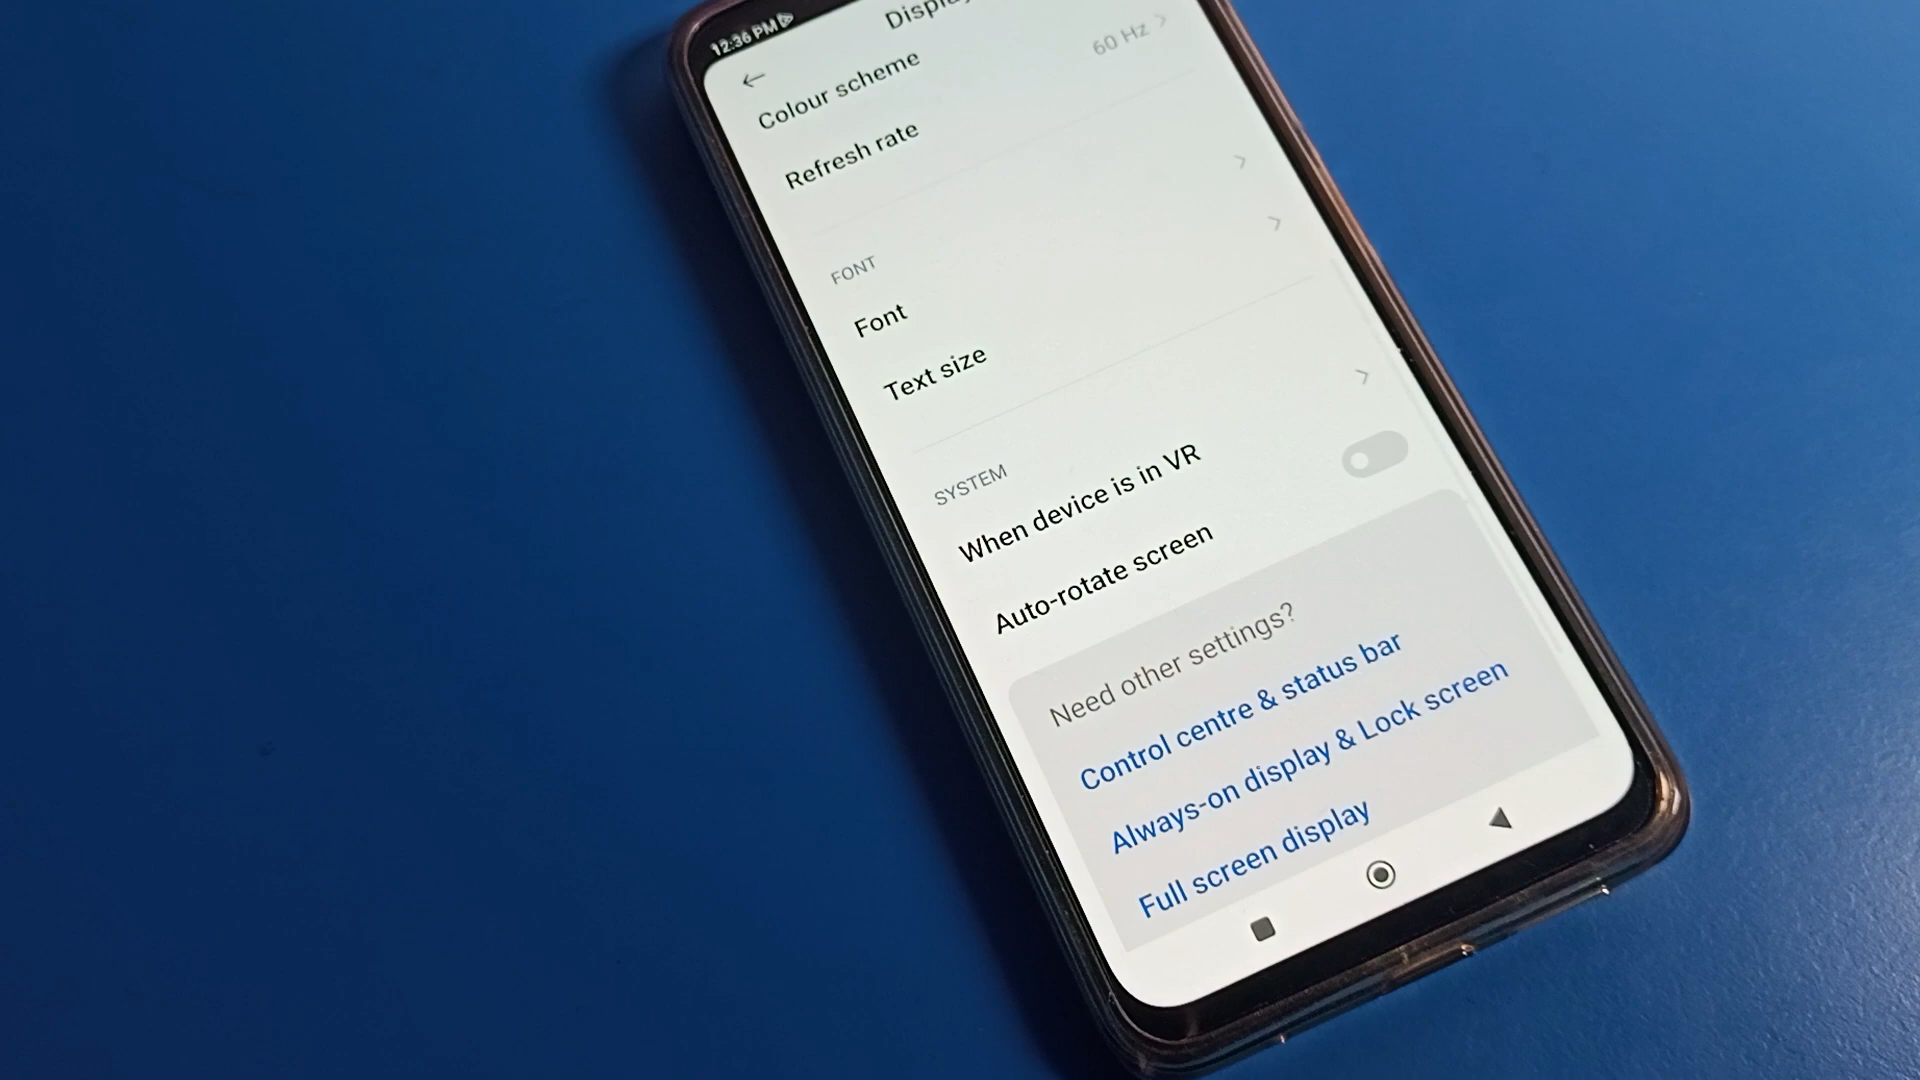 12:36 PM
Display
Colour scheme
Refresh rate
60 Hz
FONT
Font
Text size
SYSTEM
When device is in VR
Auto-rotate screen
Need other settings?
Control centre & status bar
Always-on display & Lock screen
Full screen display